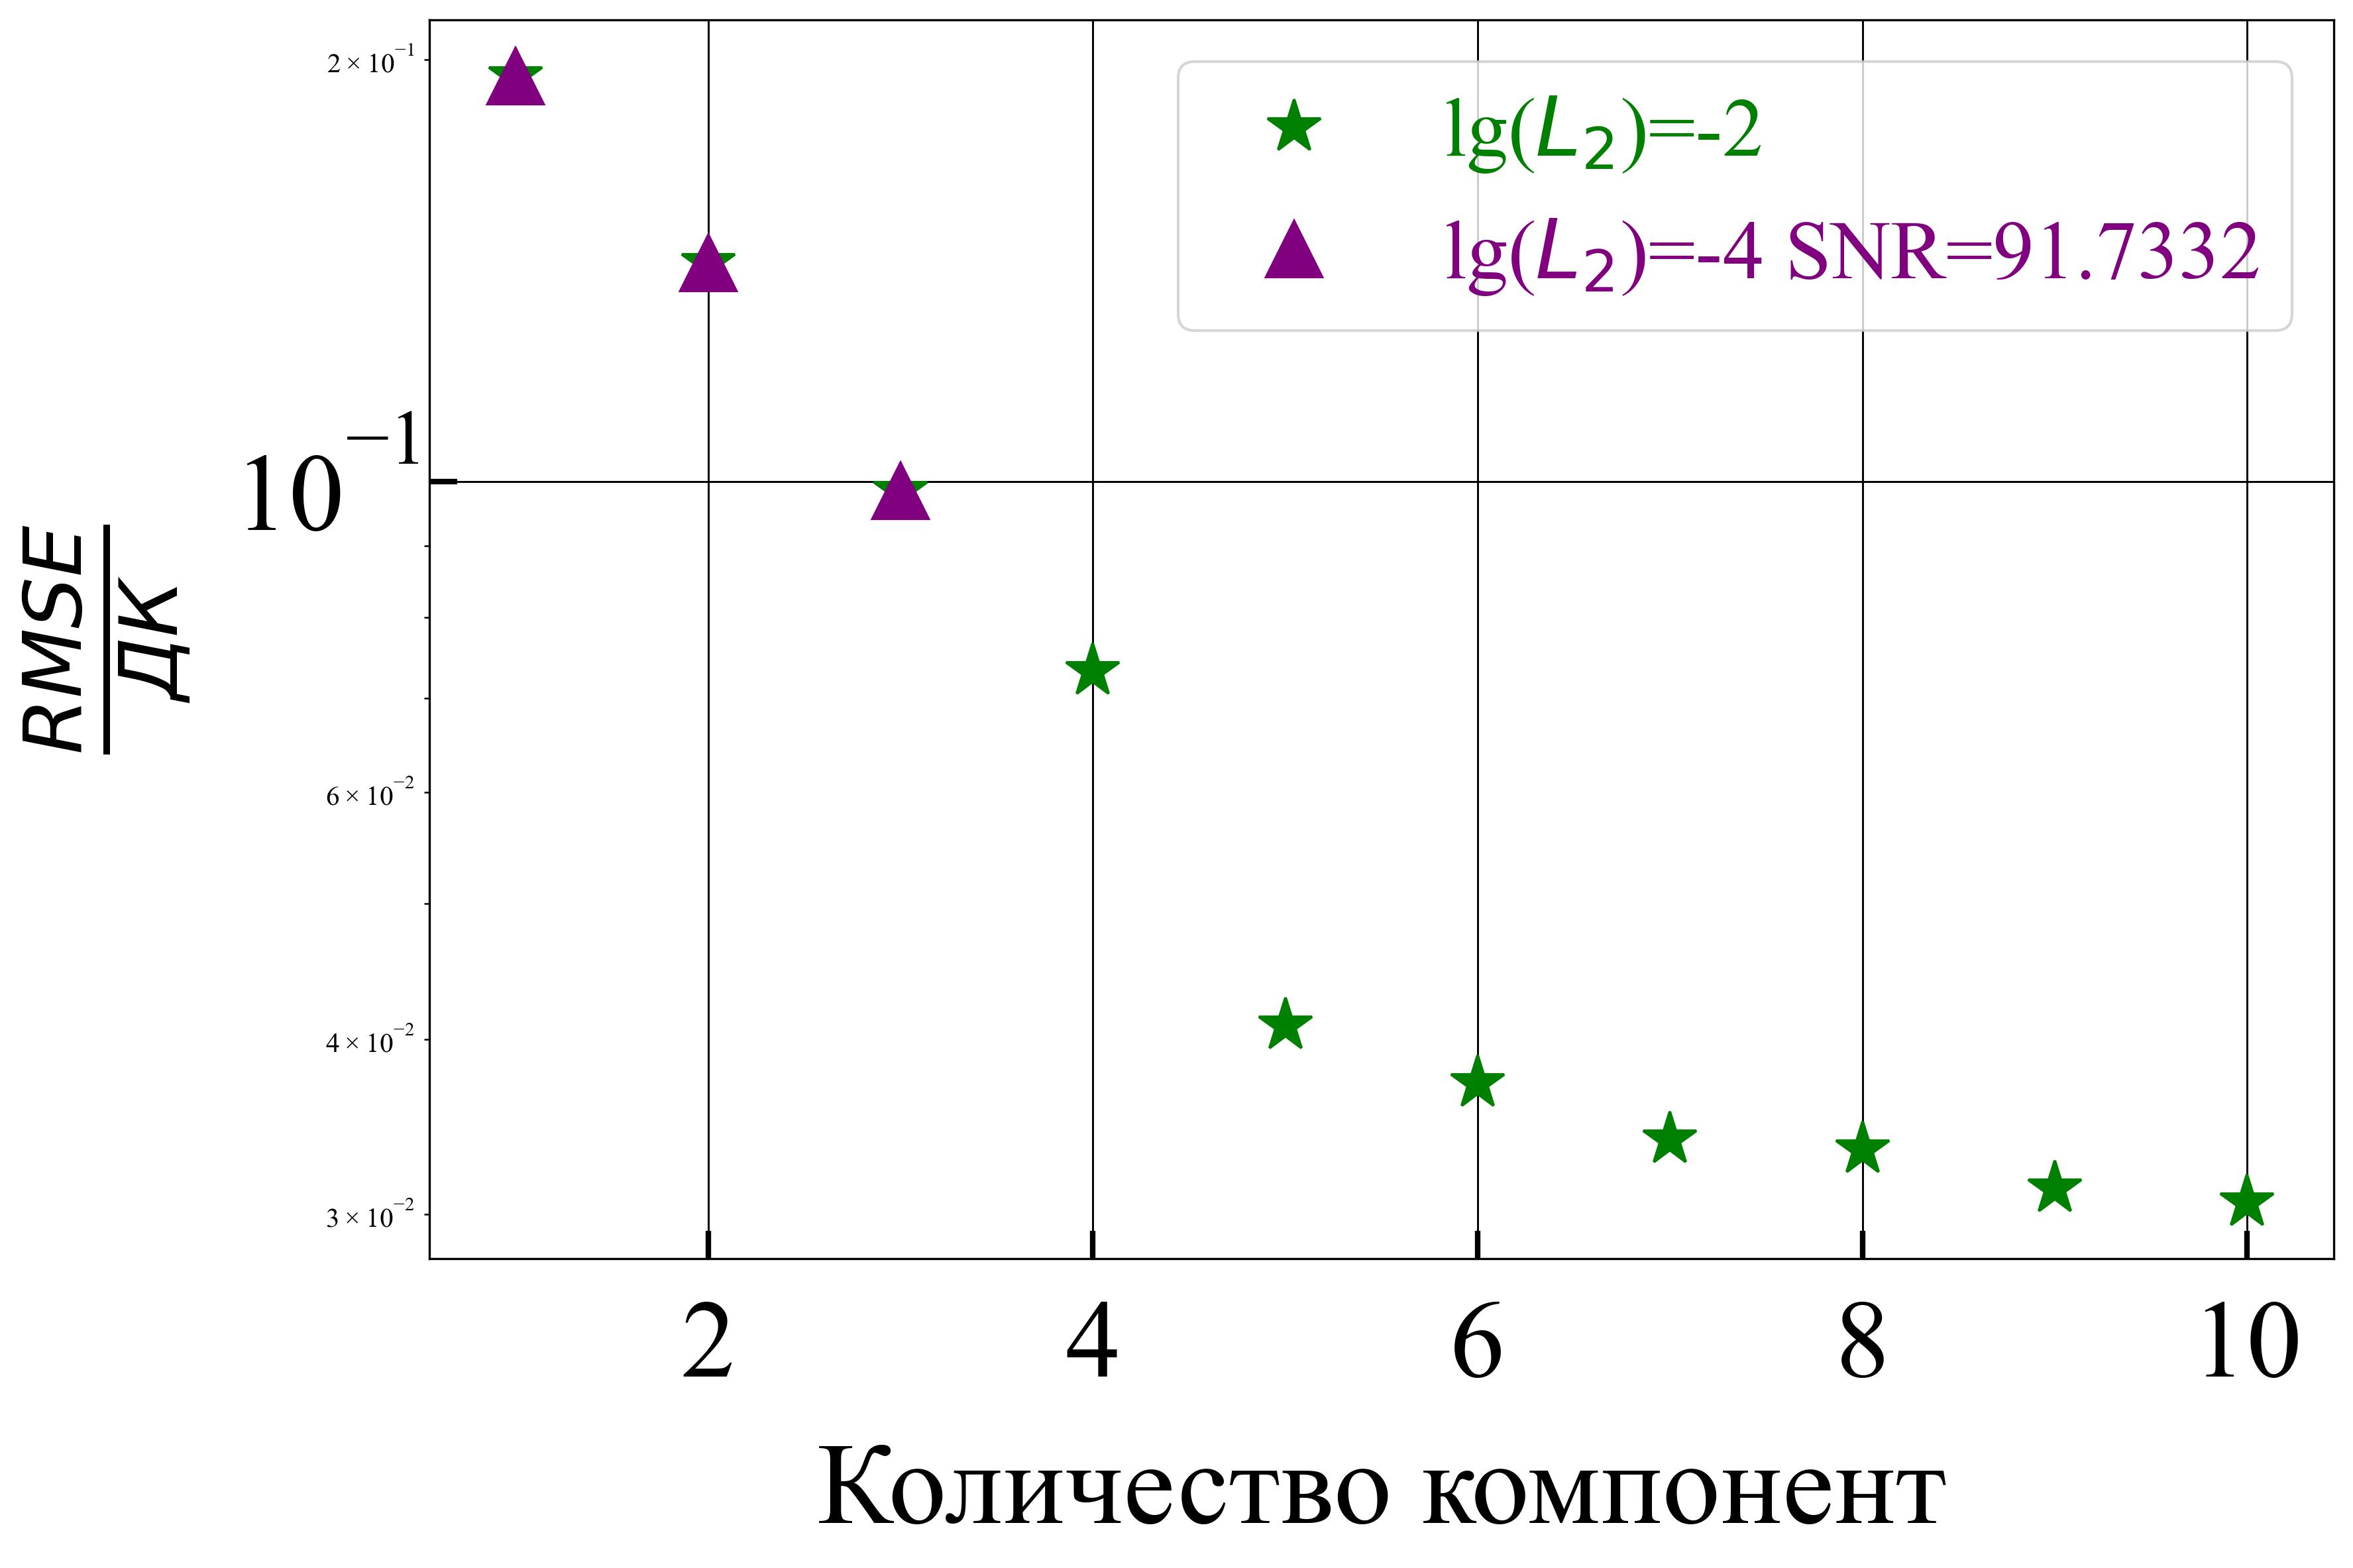 2 × 10⁻¹
10⁻¹
6 × 10⁻²
4 × 10⁻²
3 × 10⁻²
RMSE
ДК
lg(L₂)=-2
lg(L₂)=-4 SNR=91.7332
2 4 6 8 10
Количество компонент